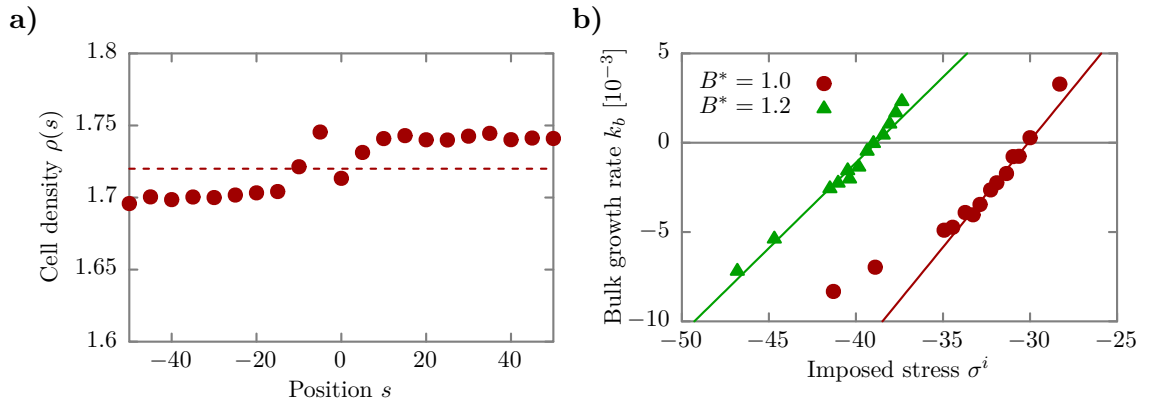 a)
1.8
1.75
1.7
1.65
1.6
Cell density ρ(s)
−40
−20
0
20
40
Position s
b)
5
0
−5
−10
Bulk growth rate k_b [10^{−3}]
B* = 1.0
B* = 1.2
−50
−45
−40
−35
−30
−25
Imposed stress σ^i